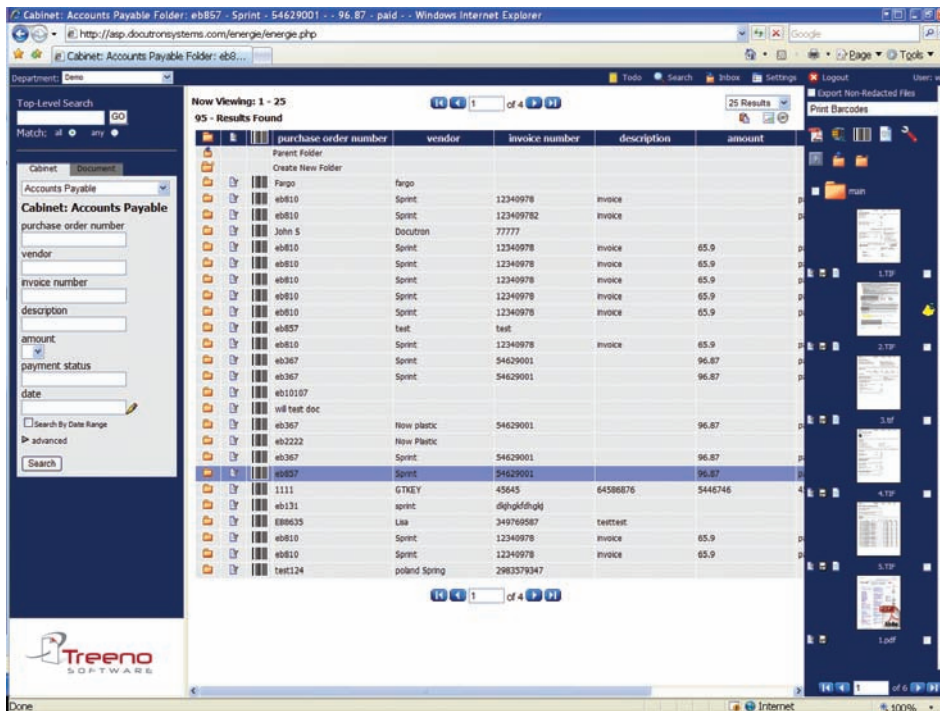 Cabinet: Accounts Payable Folder: eb857 - Sprint - 54629001 - - 96.87 - paid - - Windows Internet Explorer
http://asp.docutronsystems.com/energie/energie.php
Google
Cabinet: Accounts Payable Folder: eb8...
Page Tools
Department: Demo
Todo Search Inbox Settings Logout User:
Top-Level Search
GO
Match: all any
Cabinet Document
Accounts Payable
Cabinet: Accounts Payable
purchase order number
vendor
invoice number
description
amount
payment status
date
Search By Date Range
advanced
Search
Treeno
SOFTWARE
Now Viewing: 1 - 25
1 of 4
25 Results
95 - Results Found
purchase order number vendor invoice number description amount
Parent Folder
Create New Folder
Fargo fargo
eb810 Sprint 12340978 invoice
eb810 Sprint 123409782 invoice
John S Docutron 77777
eb810 Sprint 12340978 invoice 65.9
eb810 Sprint 12340978 invoice 65.9
eb810 Sprint 12340978 invoice 65.9
eb810 Sprint 12340978 invoice 65.9
eb810 Sprint 12340978 invoice 65.9
eb857 test test
eb810 Sprint 12340978 invoice 65.9
eb367 Sprint 54629001 96.87
eb367 Sprint 54629001 96.87
eb10107
will test doc
eb367 Now plastic 54629001 96.87
eb2222 Now Plastic
eb367 Sprint 54629001 96.87
eb857 Sprint 54629001 96.87
1111 GTKEY 45645 64586876 5446746
eb131 sprint
EB8635 Lisa 349769587 testtest
eb810 Sprint 12340978 invoice 65.9
eb810 Sprint 12340978 invoice 65.9
test124 poland Spring 2983579347
1 of 4
Export Non-Redacted Files
Print Barcodes
main
1.TIF
2.TIF
3.tif
4.TIF
5.TIF
1.pdf
1 of 6
Done
Internet
100%